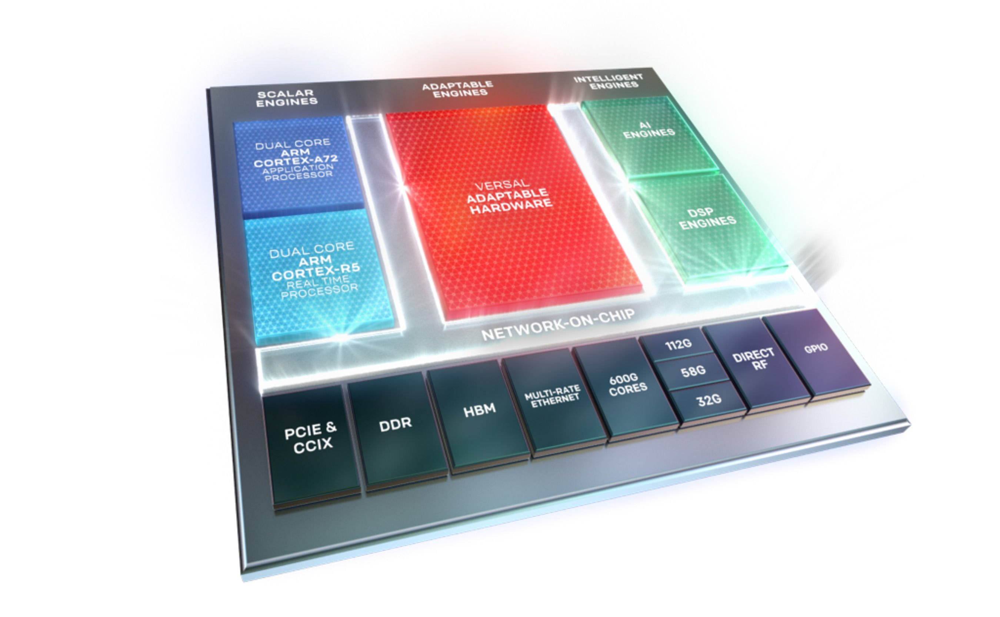 SCALAR
ENGINES
ADAPTABLE
ENGINES
INTELLIGENT
ENGINES
DUAL CORE
ARM
CORTEX-A72
APPLICATION
PROCESSOR
DUAL CORE
ARM
CORTEX-R5
REAL TIME
PROCESSOR
VERSAL
ADAPTABLE
HARDWARE
AI
ENGINES
DSP
ENGINES
NETWORK-ON-CHIP
PCIE &
CCIX
DDR
HBM
MULTI-RATE
ETHERNET
600G
CORES
112G
58G
32G
DIRECT
RF
GPIO